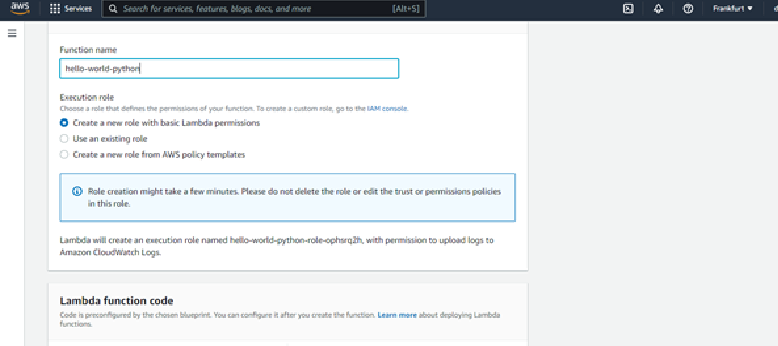 aws
Services
Search for services, features, blogs, docs, and more
[Alt+S]
Frankfurt
Function name
hello-world-python
Execution role
Choose a role that defines the permissions of your function. To create a custom role, go to the IAM console.
Create a new role with basic Lambda permissions
Use an existing role
Create a new role from AWS policy templates
Role creation might take a few minutes. Please do not delete the role or edit the trust or permissions policies
in this role.
Lambda will create an execution role named hello-world-python-role-ophsrq2h, with permission to upload logs to
Amazon CloudWatch Logs.
Lambda function code
Code is preconfigured by the chosen blueprint. You can configure it after you create the function. Learn more about deploying Lambda
functions.